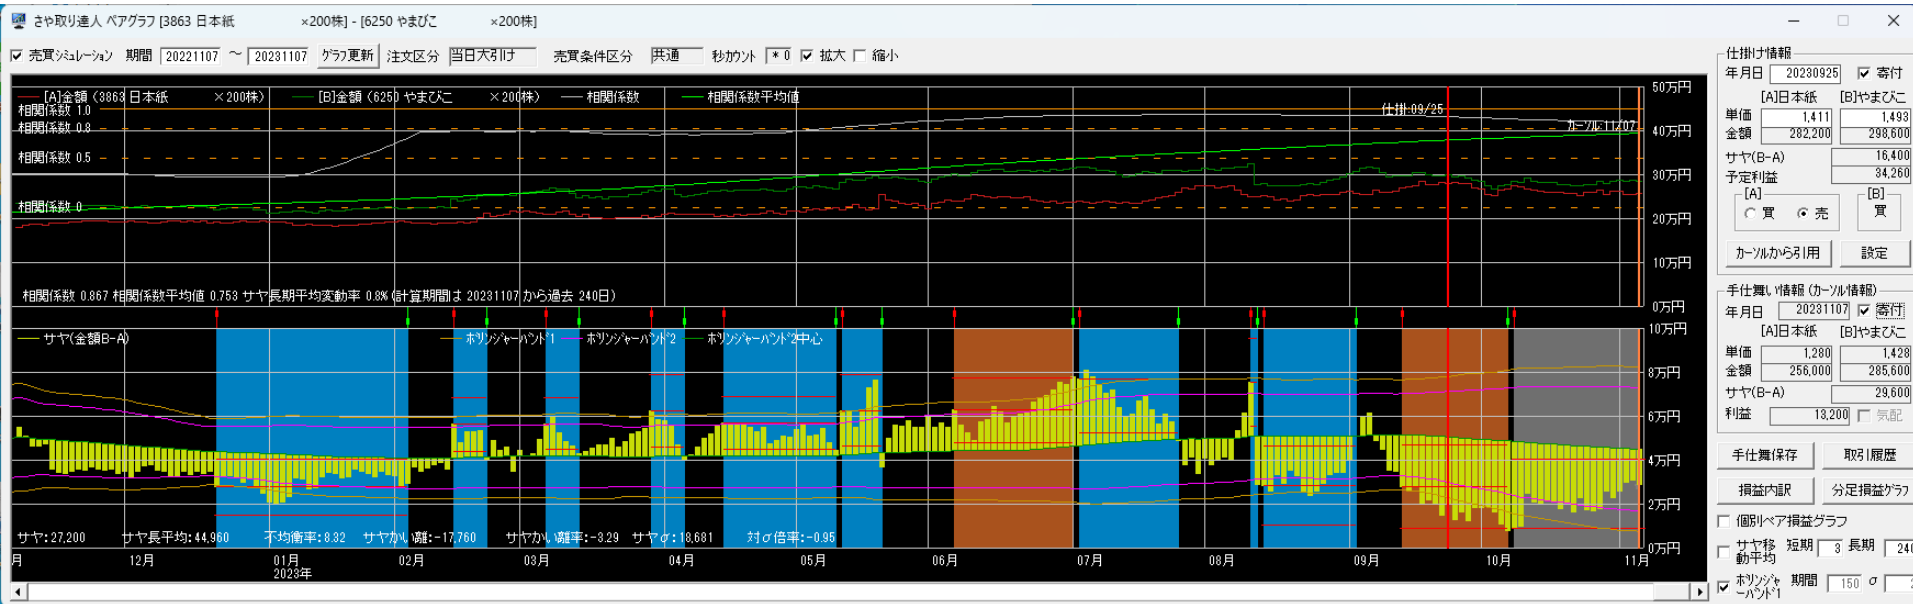 さや取り達人 ペアグラフ [3863 日本紙 ×200株] - [6250 やまびこ ×200株]
売買シミュレーション 期間 20221107 ～ 20231107 グラフ更新 注文区分 当日大引け 売買条件区分 共通 秒カウント *0 拡大 縮小
[A]金額 (3863 日本紙 ×200株) [B]金額 (6250 やまびこ ×200株) 相関係数 相関係数平均値
相関係数 1.0
相関係数 0.8
相関係数 0.5
相関係数 0
仕掛:09/25
カーソル:11/07
50万円
40万円
30万円
20万円
10万円
0万円
相関係数 0.867 相関係数平均値 0.753 サヤ長期平均変動率 0.8% (計算期間は 20231107 から過去 240日)
サヤ(金額B-A) ボリンジャーバンド1 ボリンジャーバンド2 ボリンジャーバンド2中心
10万円
8万円
6万円
4万円
2万円
0万円
サヤ:27,200 サヤ長平均:44,960 不均衡率:8.32 サヤかい離:-17,760 サヤかい離率:-3.29 サヤσ:18,681 対σ倍率:-0.95
月 12月 01月 02月 03月 04月 05月 06月 07月 08月 09月 10月 11月
2023年
仕掛け情報
年月日 20230925 寄付
[A]日本紙 [B]やまびこ
単価 1,411 1,493
金額 282,200 298,600
サヤ(B-A) 16,400
予定利益 34,260
[A] [B]
買 売 買
カーソルから引用 設定
手仕舞い情報 (カーソル情報)
年月日 20231107 寄付
[A]日本紙 [B]やまびこ
単価 1,280 1,428
金額 256,000 285,600
サヤ(B-A) 29,600
利益 13,200 気配
手仕舞保存 取引履歴
損益内訳 分足損益グラフ
個別ペア損益グラフ
サヤ移動平均 短期 3 長期 240
ボリンジャーバンド1 期間 150 σ 2